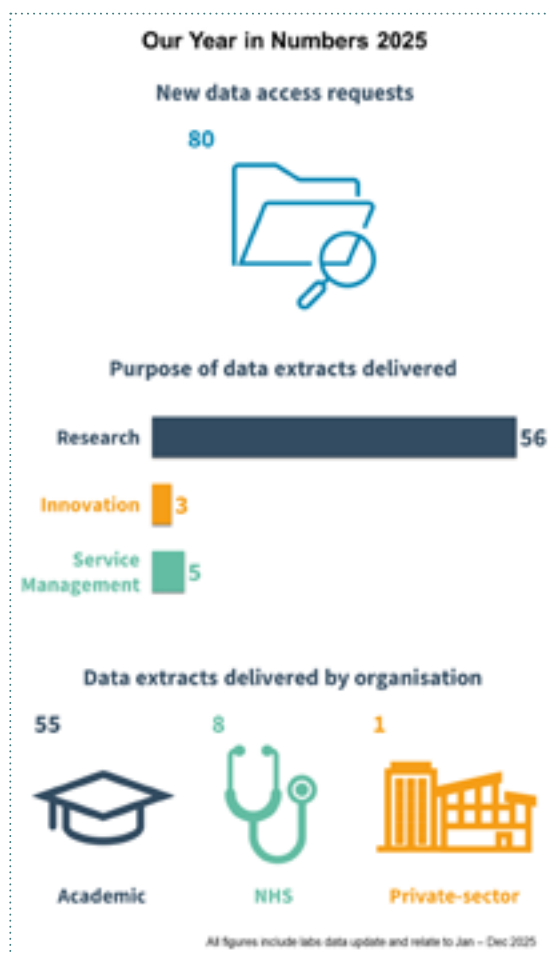 Our Year in Numbers 2025
New data access requests
80
Purpose of data extracts delivered
Research 56
Innovation 3
Service
Management 5
Data extracts delivered by organisation
55 8 1
Academic NHS Private-sector
All figures include labs data update and relate to Jan – Dec 2025